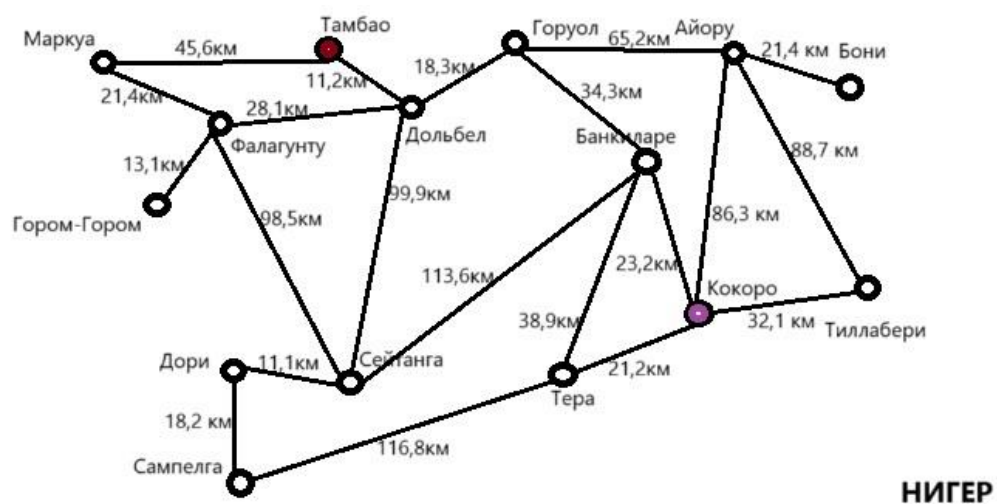 Тамбао
Маркуа
45,6км
Горуол
65,2км
Айору
21,4 км
Бони
21,4км
11,2км
18,3км
28,1км
34,3км
Фалагунту
Дольбел
Банкиларе
13,1км
88,7 км
Гором-Гором
98,5км
99,9км
86,3 км
113,6км
23,2км
Кокоро
38,9км
32,1 км
Тиллабери
Дори
11,1км
Сейтанга
21,2км
Тера
18,2 км
116,8км
Сампелга
НИГЕР